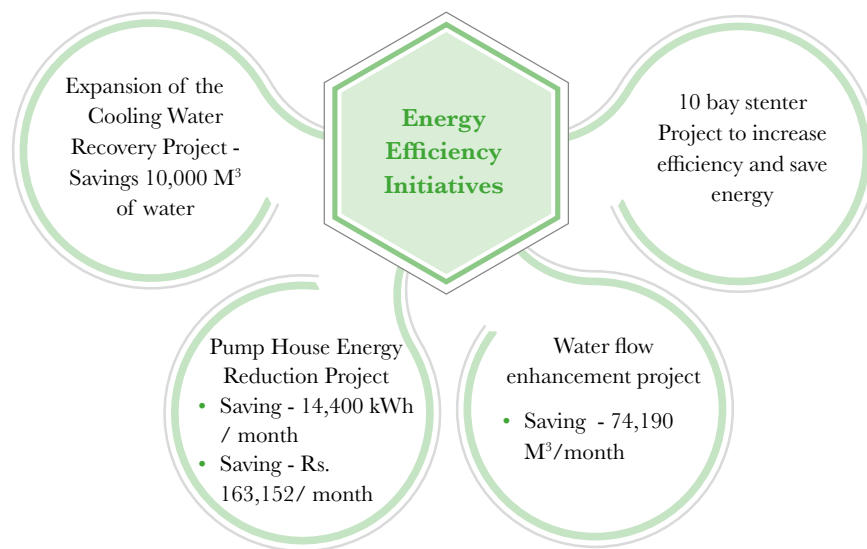 Expansion of the
Cooling Water
Recovery Project -
Savings 10,000 M³
of water
Energy
Efficiency
Initiatives
10 bay stenter
Project to increase
efficiency and save
energy
Pump House Energy
Reduction Project
• Saving - 14,400 kWh
/ month
• Saving - Rs.
163,152/ month
Water flow
enhancement project
• Saving - 74,190
M³/month